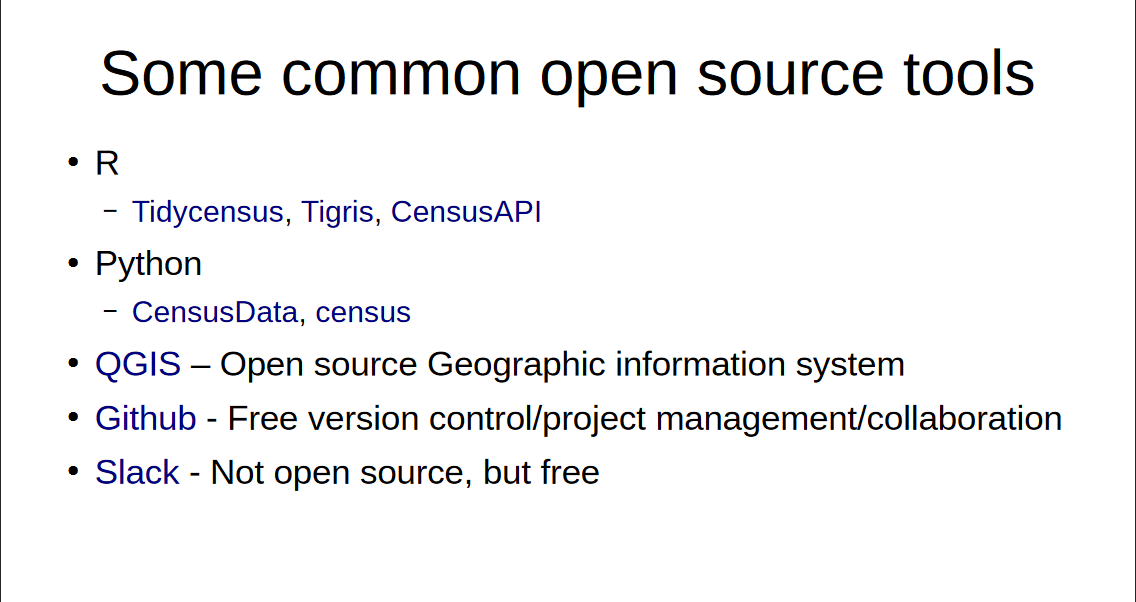 Some common open source tools
• R
– Tidycensus, Tigris, CensusAPI
• Python
– CensusData, census
• QGIS – Open source Geographic information system
• Github - Free version control/project management/collaboration
• Slack - Not open source, but free